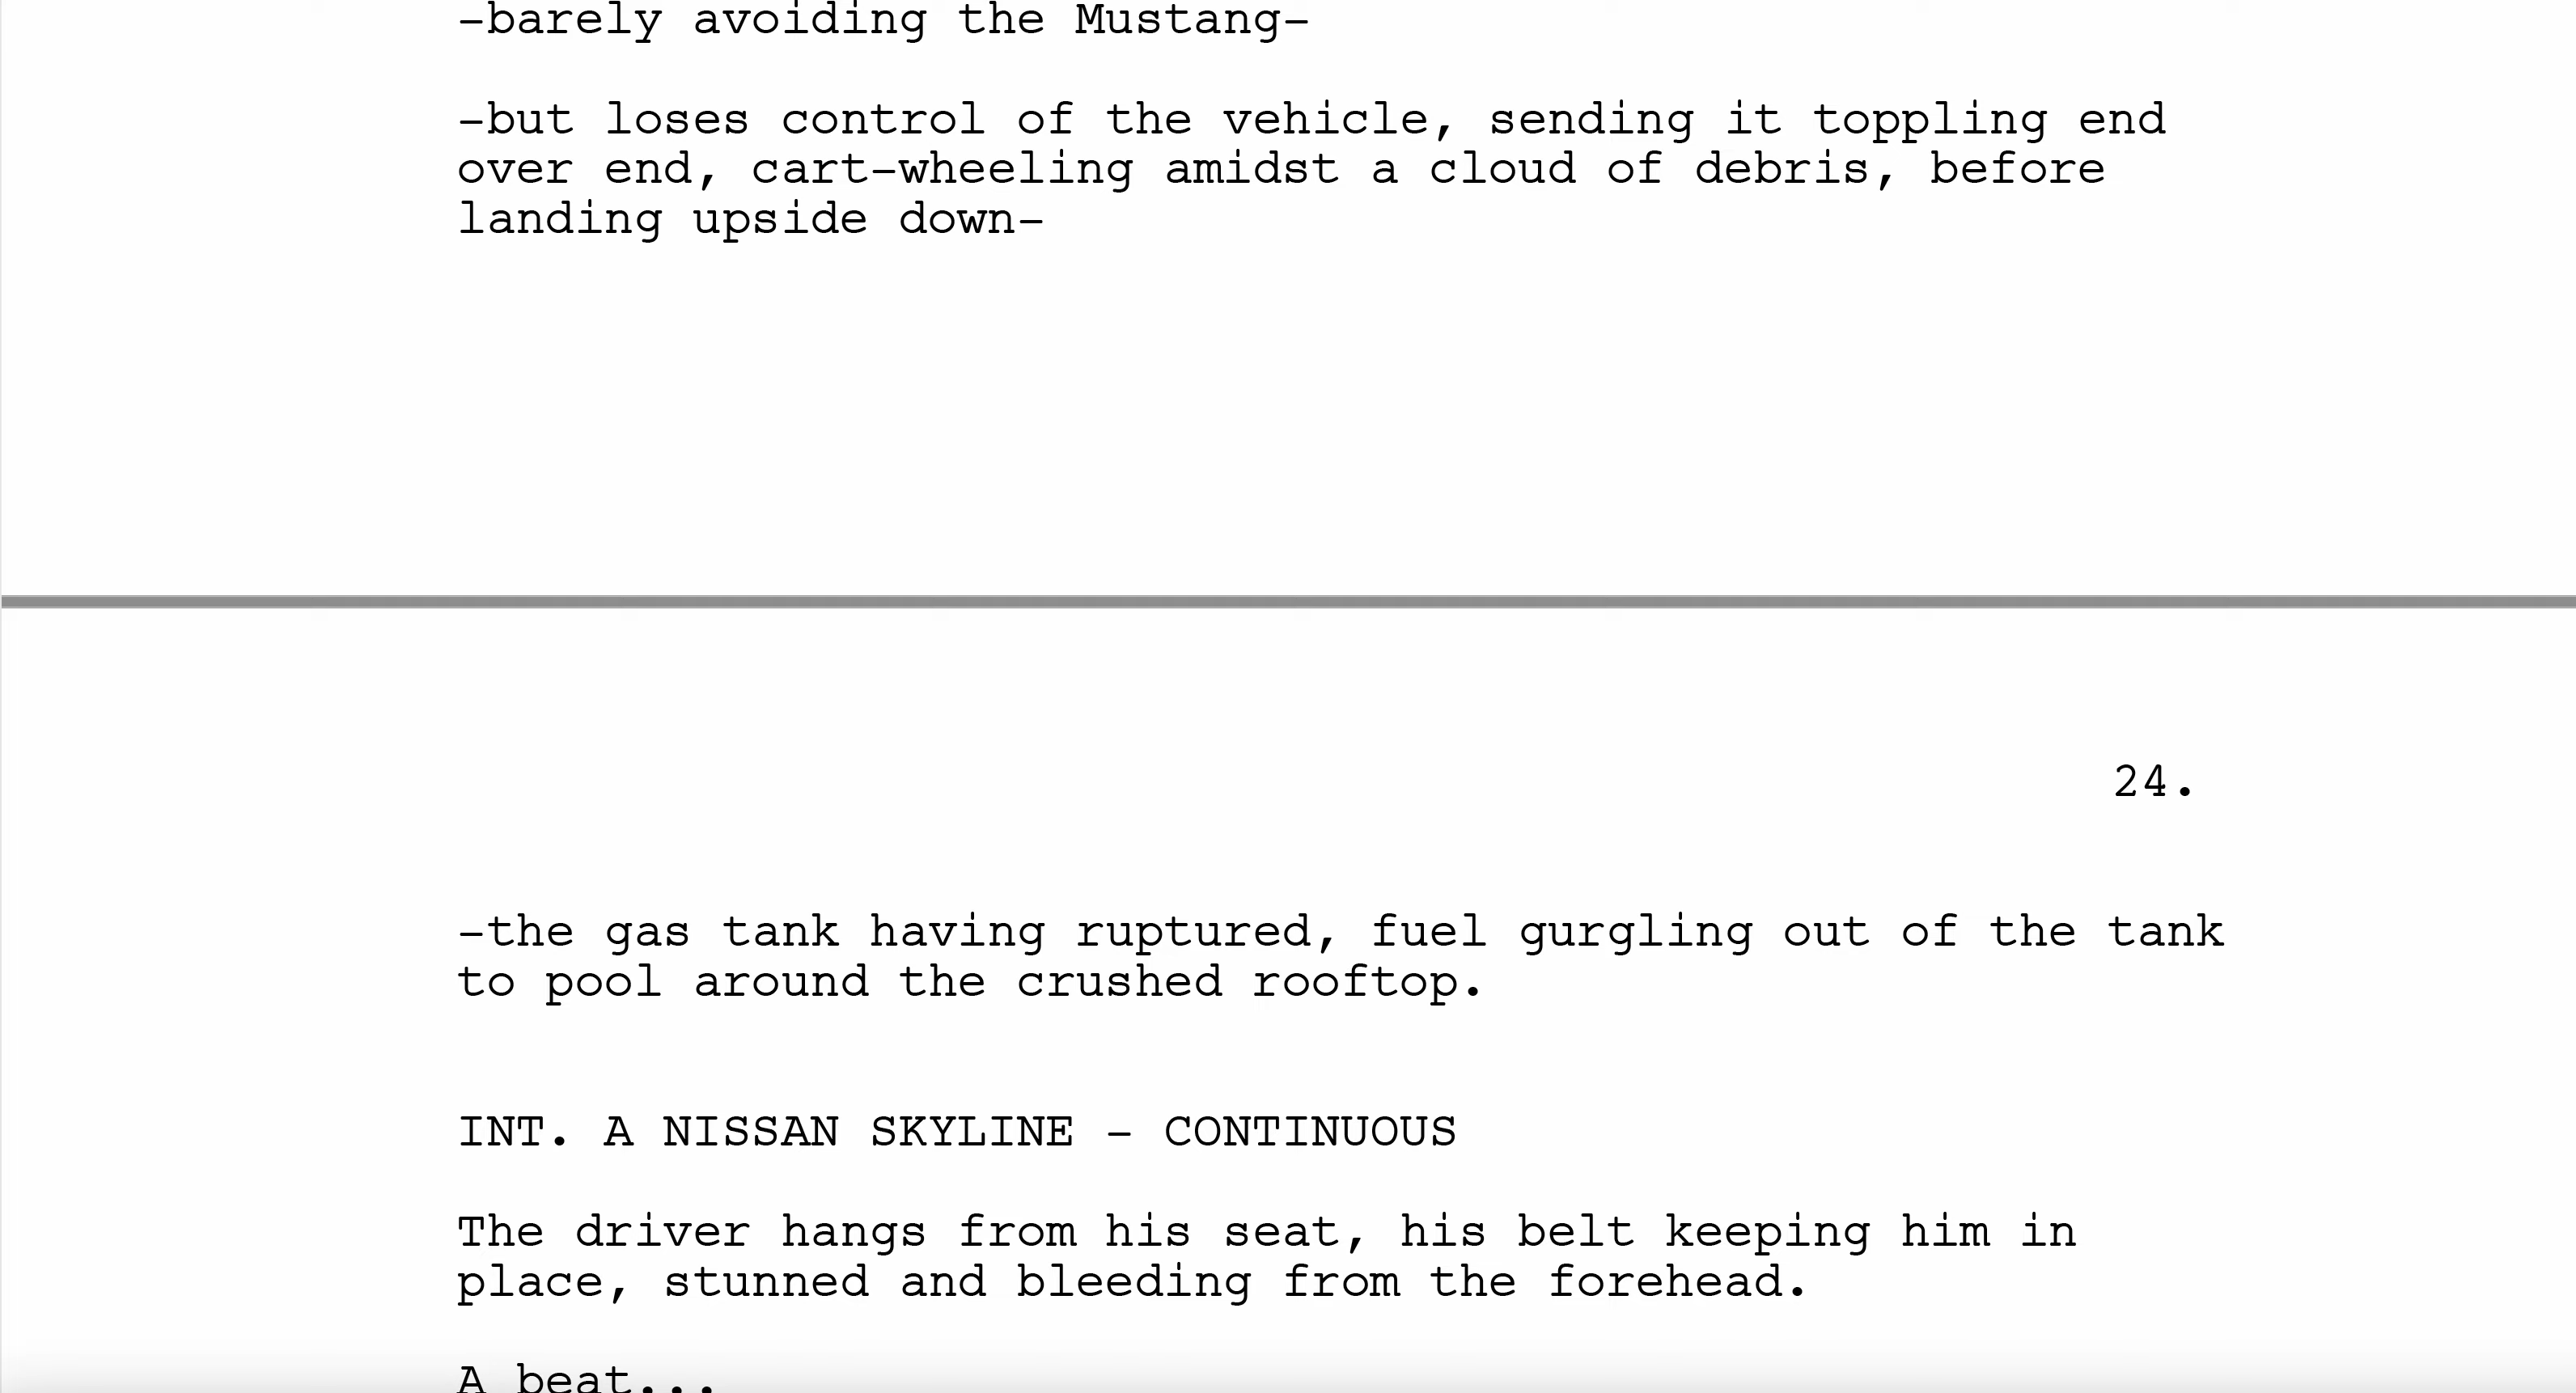 -barely avoiding the Mustang-
-but loses control of the vehicle, sending it toppling end
over end, cart-wheeling amidst a cloud of debris, before
landing upside down-
24.
-the gas tank having ruptured, fuel gurgling out of the tank
to pool around the crushed rooftop.
INT. A NISSAN SKYLINE - CONTINUOUS
The driver hangs from his seat, his belt keeping him in
place, stunned and bleeding from the forehead.
A beat...